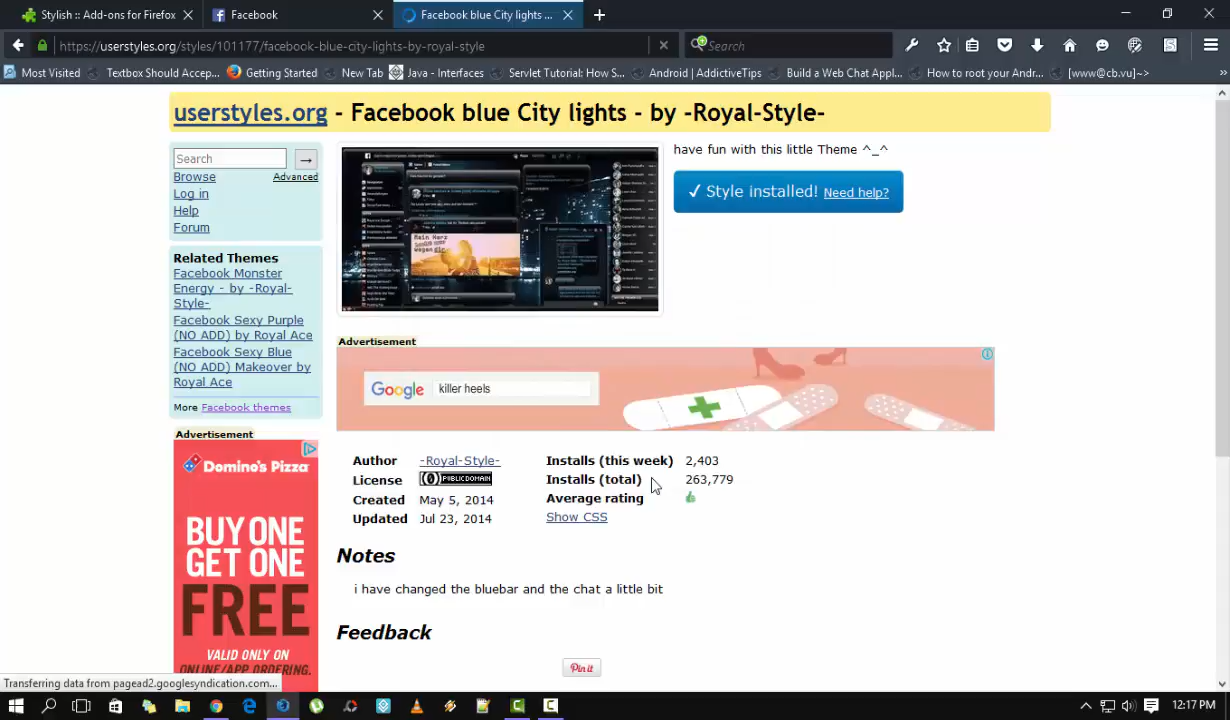 Stylish :: Add-ons for Firefox
Facebook
Facebook blue City lights ...
https://userstyles.org/styles/101177/facebook-blue-city-lights-by-royal-style
Search
Most Visited
Textbox Should Accep...
Getting Started
New Tab
Java - Interfaces
Servlet Tutorial: How S...
Android | AddictiveTips
Build a Web Chat Appl...
How to root your Andr...
[www@cb.vu]~>
userstyles.org - Facebook blue City lights - by -Royal-Style-
Search
Browse
Advanced
Log in
Help
Forum
Related Themes
Facebook Monster
Energy - by -Royal-
Style-
Facebook Sexy Purple
(NO ADD) by Royal Ace
Facebook Sexy Blue
(NO ADD) Makeover by
Royal Ace
More Facebook themes
Advertisement
Domino's Pizza
BUY ONE
GET ONE
FREE
VALID ONLY ON
ONLINE/APP ORDERING.
Mein Herz
have fun with this little Theme ^_^
✓ Style installed! Need help?
Advertisement
Google killer heels
Author -Royal-Style-
License PUBLIC DOMAIN
Created May 5, 2014
Updated Jul 23, 2014
Installs (this week) 2,403
Installs (total) 263,779
Average rating
Show CSS
Notes
i have changed the bluebar and the chat a little bit
Feedback
Pin it
Transferring data from pagead2.googlesyndication.com...
12:17 PM